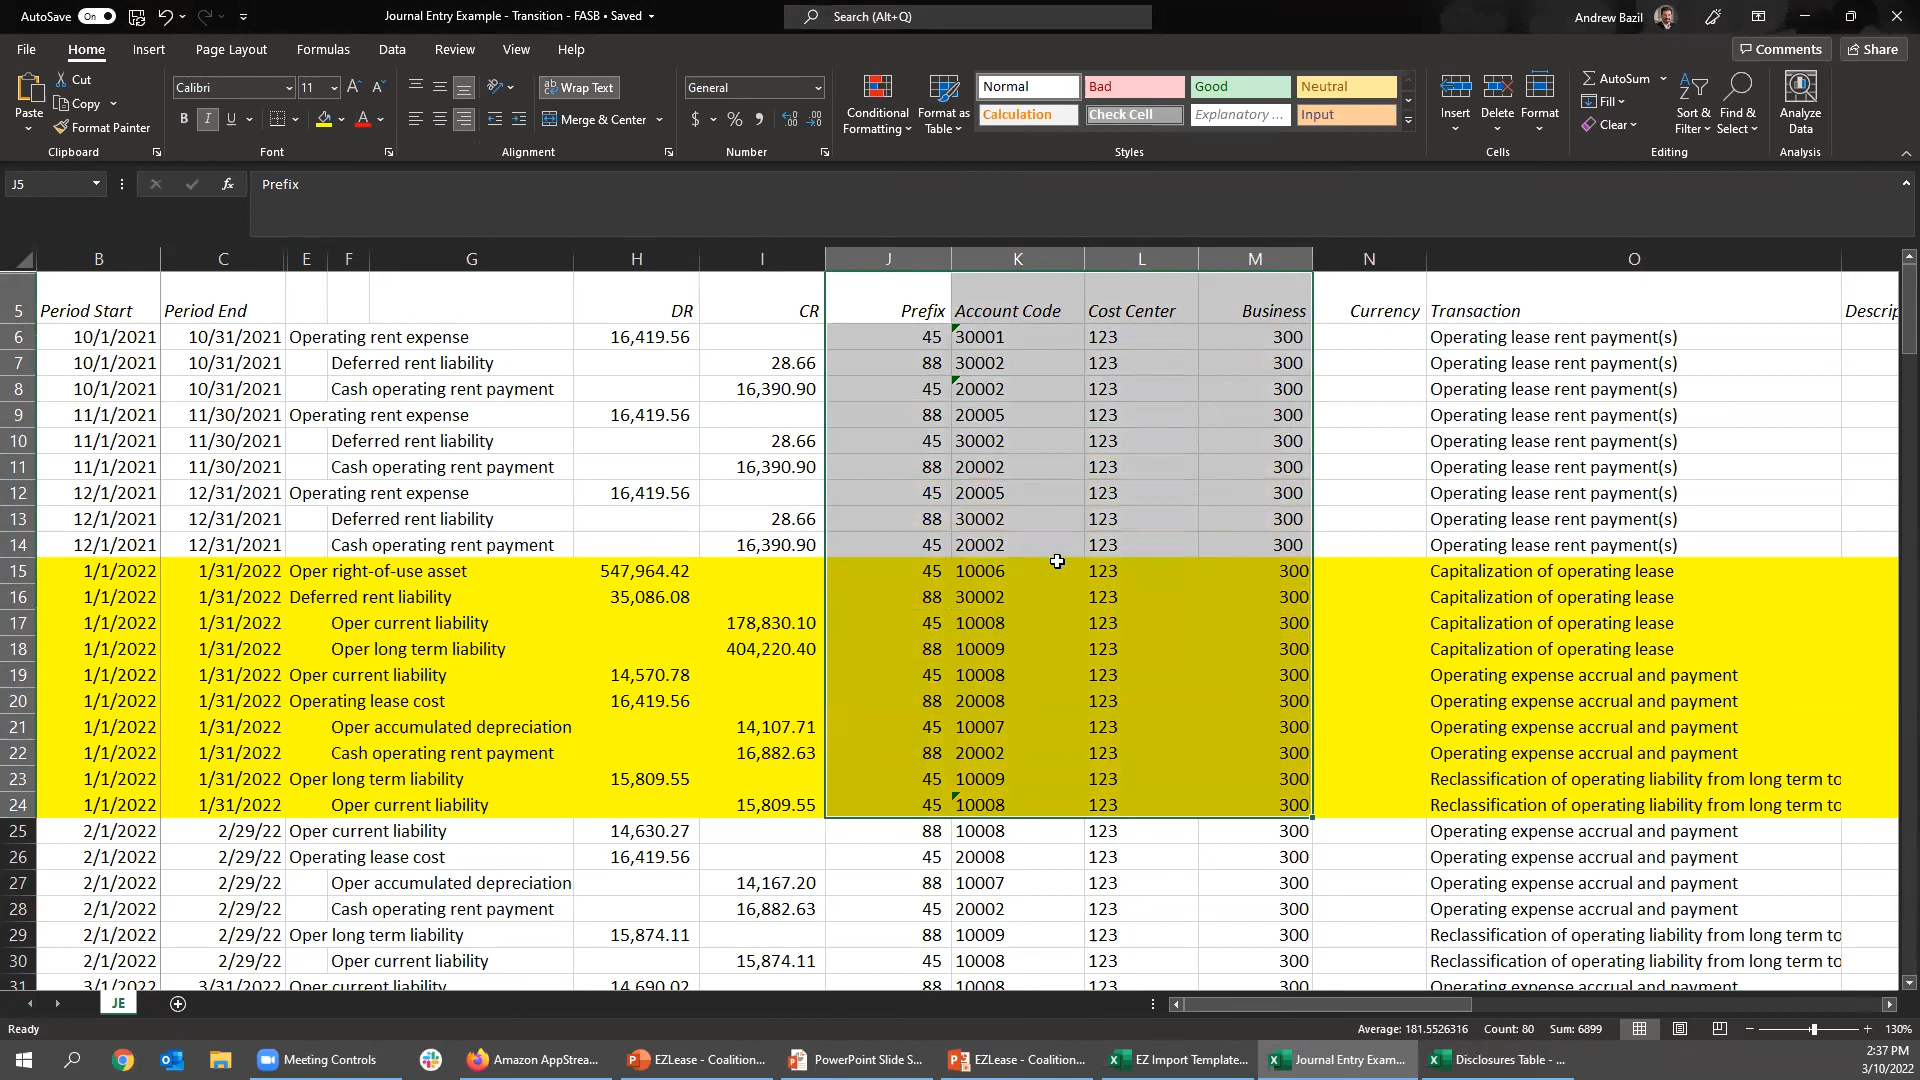 AutoSave On Journal Entry Example - Transition - FASB • Saved Search (Alt+Q) Andrew Bazil
File Home Insert Page Layout Formulas Data Review View Help Comments Share
Paste Cut Copy Format Painter Clipboard
Calibri 11 B I U Font
ab Wrap Text Merge & Center Alignment
General $ % Number
Conditional Formatting Format as Table
Normal Bad Good Neutral
Calculation Check Cell Explanatory ... Input
Styles
Insert Delete Format Cells
AutoSum Fill Clear Sort & Filter Find & Select Editing
Analyze Data Analysis
J5 fx Prefix
B C E F G H I J K L M N O
5 Period Start Period End DR CR Prefix Account Code Cost Center Business Currency Transaction Descrip
6 10/1/2021 10/31/2021 Operating rent expense 16,419.56 45 30001 123 300 Operating lease rent payment(s)
7 10/1/2021 10/31/2021 Deferred rent liability 28.66 88 30002 123 300 Operating lease rent payment(s)
8 10/1/2021 10/31/2021 Cash operating rent payment 16,390.90 45 20002 123 300 Operating lease rent payment(s)
9 11/1/2021 11/30/2021 Operating rent expense 16,419.56 88 20005 123 300 Operating lease rent payment(s)
10 11/1/2021 11/30/2021 Deferred rent liability 28.66 45 30002 123 300 Operating lease rent payment(s)
11 11/1/2021 11/30/2021 Cash operating rent payment 16,390.90 88 20002 123 300 Operating lease rent payment(s)
12 12/1/2021 12/31/2021 Operating rent expense 16,419.56 45 20005 123 300 Operating lease rent payment(s)
13 12/1/2021 12/31/2021 Deferred rent liability 28.66 88 30002 123 300 Operating lease rent payment(s)
14 12/1/2021 12/31/2021 Cash operating rent payment 16,390.90 45 20002 123 300 Operating lease rent payment(s)
15 1/1/2022 1/31/2022 Oper right-of-use asset 547,964.42 45 10006 123 300 Capitalization of operating lease
16 1/1/2022 1/31/2022 Deferred rent liability 35,086.08 88 30002 123 300 Capitalization of operating lease
17 1/1/2022 1/31/2022 Oper current liability 178,830.10 45 10008 123 300 Capitalization of operating lease
18 1/1/2022 1/31/2022 Oper long term liability 404,220.40 88 10009 123 300 Capitalization of operating lease
19 1/1/2022 1/31/2022 Oper current liability 14,570.78 45 10008 123 300 Operating expense accrual and payment
20 1/1/2022 1/31/2022 Operating lease cost 16,419.56 88 20008 123 300 Operating expense accrual and payment
21 1/1/2022 1/31/2022 Oper accumulated depreciation 14,107.71 45 10007 123 300 Operating expense accrual and payment
22 1/1/2022 1/31/2022 Cash operating rent payment 16,882.63 88 20002 123 300 Operating expense accrual and payment
23 1/1/2022 1/31/2022 Oper long term liability 15,809.55 45 10009 123 300 Reclassification of operating liability from long term to
24 1/1/2022 1/31/2022 Oper current liability 15,809.55 45 10008 123 300 Reclassification of operating liability from long term to
25 2/1/2022 2/29/22 Oper current liability 14,630.27 88 10008 123 300 Operating expense accrual and payment
26 2/1/2022 2/29/22 Operating lease cost 16,419.56 45 20008 123 300 Operating expense accrual and payment
27 2/1/2022 2/29/22 Oper accumulated depreciation 14,167.20 88 10007 123 300 Operating expense accrual and payment
28 2/1/2022 2/29/22 Cash operating rent payment 16,882.63 45 20002 123 300 Operating expense accrual and payment
29 2/1/2022 2/29/22 Oper long term liability 15,874.11 88 10009 123 300 Reclassification of operating liability from long term to
30 2/1/2022 2/29/22 Oper current liability 15,874.11 45 10008 123 300 Reclassification of operating liability from long term to
31 3/1/2022 3/31/2022 Oper current liability 14,690.02 88 10008 123 300 Operating expense accrual and payment
JE
Ready Average: 181.5526316 Count: 80 Sum: 6899 130%
Meeting Controls Amazon AppStrea... EZLease - Coalition... PowerPoint Slide S... EZLease - Coalition... EZ Import Template... Journal Entry Exam... Disclosures Table - ... 2:37 PM
3/10/2022